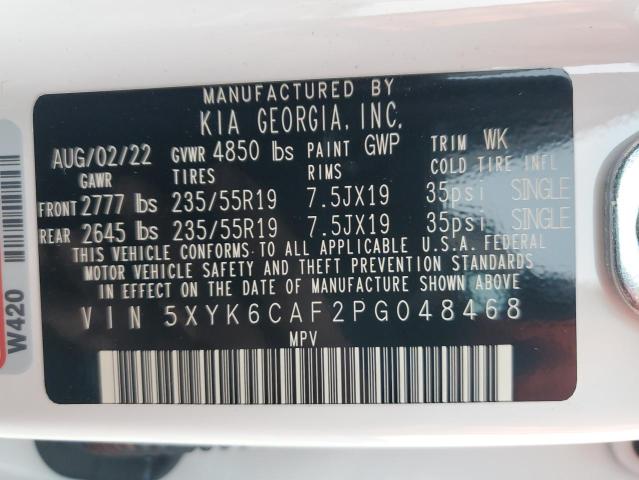 MANUFACTURED BY
KIA GEORGIA, INC.
AUG/02/22 GVWR 4850 lbs PAINT GWP TRIM WK
GAWR TIRES RIMS COLD TIRE INFL
FRONT 2777 lbs 235/55R19 7.5JX19 35psi SINGLE
REAR 2645 lbs 235/55R19 7.5JX19 35psi SINGLE
THIS VEHICLE CONFORMS TO ALL APPLICABLE U.S.A. FEDERAL
MOTOR VEHICLE SAFETY AND THEFT PREVENTION STANDARDS
IN EFFECT ON THE DATE OF MANUFACTURE SHOWN ABOVE
VIN 5XYK6CAF2PG048468
MPV
W420